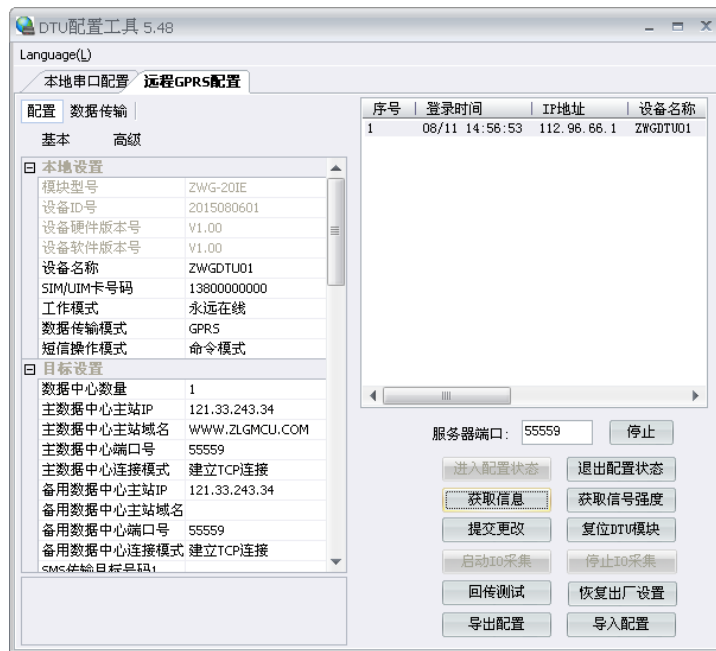 DTU配置工具 5.48
Language(L)
本地串口配置 远程GPRS配置
配置 数据传输
基本 高级
本地设置
模块型号 ZWG-20IE
设备ID号 2015080601
设备硬件版本号 V1.00
设备软件版本号 V1.00
设备名称 ZWGDTU01
SIM/UIM卡号码 13800000000
工作模式 永远在线
数据传输模式 GPRS
短信操作模式 命令模式
目标设置
数据中心数量 1
主数据中心主站IP 121.33.243.34
主数据中心主站域名 WWW.ZLGMCU.COM
主数据中心端口号 55559
主数据中心连接模式 建立TCP连接
备用数据中心主站IP 121.33.243.34
备用数据中心主站域名
备用数据中心端口号 55559
备用数据中心连接模式 建立TCP连接
SMS传输目标号码1
序号 登录时间 IP地址 设备名称
1 08/11 14:56:53 112.96.66.1 ZWGDTU01
服务器端口: 55559 停止
进入配置状态 退出配置状态
获取信息 获取信号强度
提交更改 复位DTU模块
启动IO采集 停止IO采集
回传测试 恢复出厂设置
导出配置 导入配置